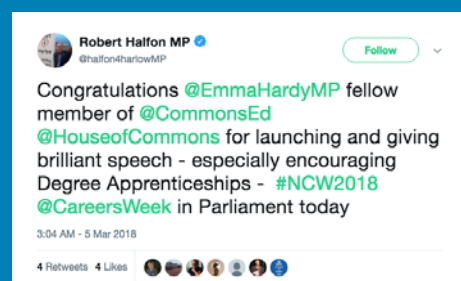 Robert Halfon MP
@halfon4harlowMP
Follow
Congratulations @EmmaHardyMP fellow
member of @CommonsEd
@HouseofCommons for launching and giving
brilliant speech - especially encouraging
Degree Apprenticeships - #NCW2018
@CareersWeek in Parliament today
3:04 AM - 5 Mar 2018
4 Retweets 4 Likes